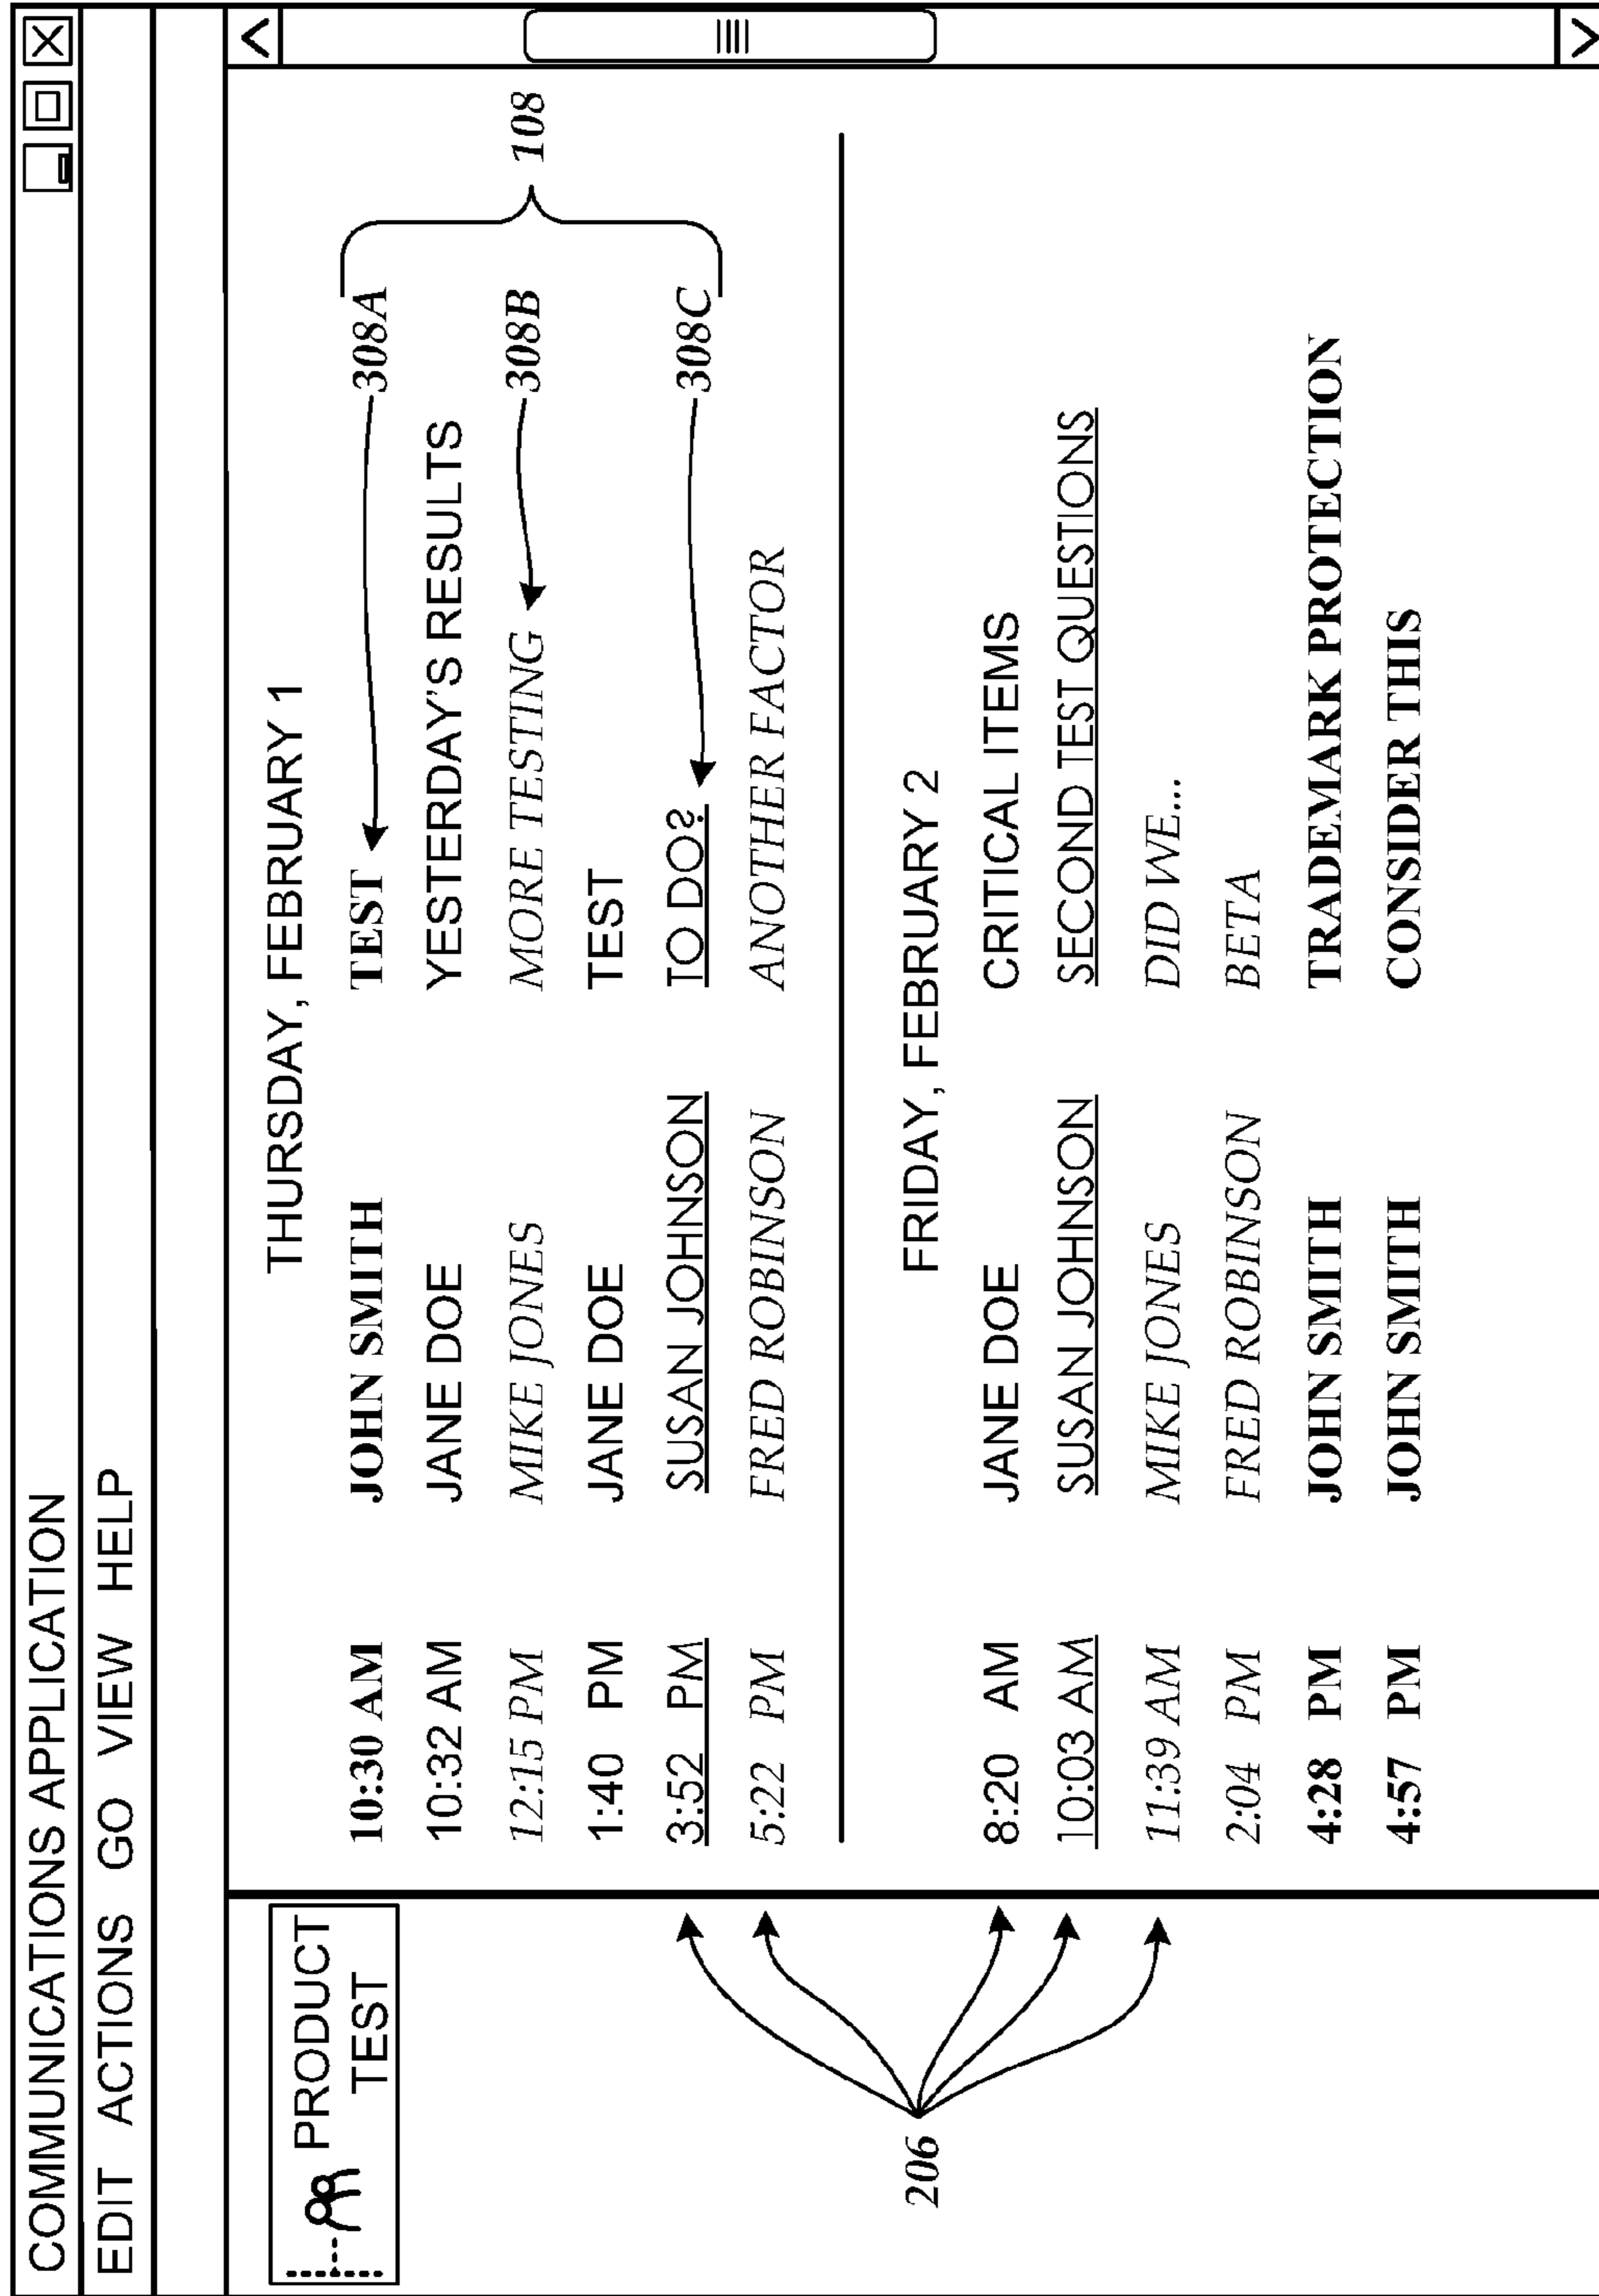 COMMUNICATIONS APPLICATION
EDIT ACTIONS GO VIEW HELP
PRODUCT
TEST
THURSDAY, FEBRUARY 1
10:30 AM JOHN SMITH TEST 308A
10:32 AM JANE DOE YESTERDAY'S RESULTS
12:15 PM MIKE JONES MORE TESTING 308B 108
1:40 PM JANE DOE TEST
3:52 PM SUSAN JOHNSON TO DO? 308C
5:22 PM FRED ROBINSON ANOTHER FACTOR
206
FRIDAY, FEBRUARY 2
8:20 AM JANE DOE CRITICAL ITEMS
10:03 AM SUSAN JOHNSON SECOND TEST QUESTIONS
11:39 AM MIKE JONES DID WE...
2:04 PM FRED ROBINSON BETA
4:28 PM JOHN SMITH TRADEMARK PROTECTION
4:57 PM JOHN SMITH CONSIDER THIS